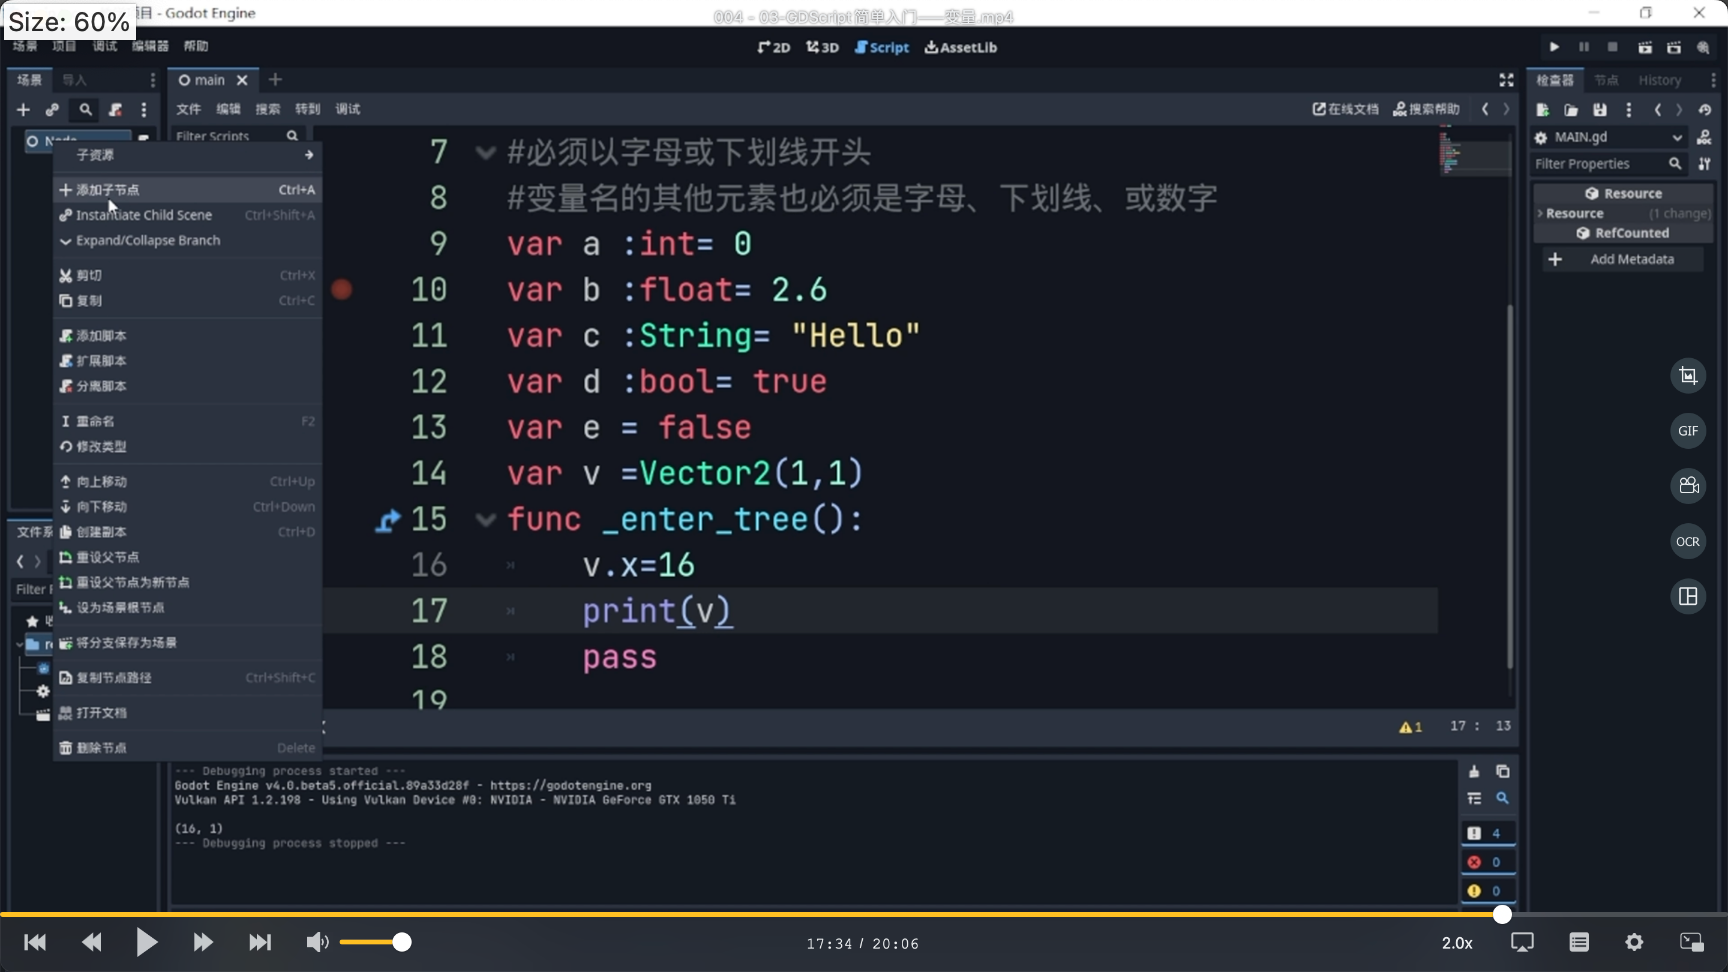 Size: 60%
项目 - Godot Engine
004 - 03-GDScript简单入门——变量.mp4
场景 项目 调试 编辑器 帮助
2D 3D Script AssetLib
场景 导入
main
检查器 节点 History
文件 编辑 搜索 转到 调试
在线文档 搜索帮助
Filter Scripts
MAIN.gd
Filter Properties
Resource
Resource (1 change)
RefCounted
Add Metadata
子资源
添加子节点 Ctrl+A
Instantiate Child Scene Ctrl+Shift+A
Expand/Collapse Branch
剪切 Ctrl+X
复制 Ctrl+C
添加脚本
扩展脚本
分离脚本
重命名 F2
修改类型
向上移动 Ctrl+Up
向下移动 Ctrl+Down
创建副本 Ctrl+D
重设父节点
重设父节点为新节点
设为场景根节点
将分支保存为场景
复制节点路径 Ctrl+Shift+C
打开文档
删除节点 Delete
文件系
Filter F
7 #必须以字母或下划线开头
8 #变量名的其他元素也必须是字母、下划线、或数字
9 var a :int= 0
10 var b :float= 2.6
11 var c :String= "Hello"
12 var d :bool= true
13 var e = false
14 var v =Vector2(1,1)
15 func _enter_tree():
16 v.x=16
17 print(v)
18 pass
19
1 17 : 13
--- Debugging process started ---
Godot Engine v4.0.beta5.official.89a33d28f - https://godotengine.org
Vulkan API 1.2.198 - Using Vulkan Device #0: NVIDIA - NVIDIA GeForce GTX 1050 Ti
(16, 1)
--- Debugging process stopped ---
4
0
0
GIF
OCR
17:34 / 20:06
2.0x